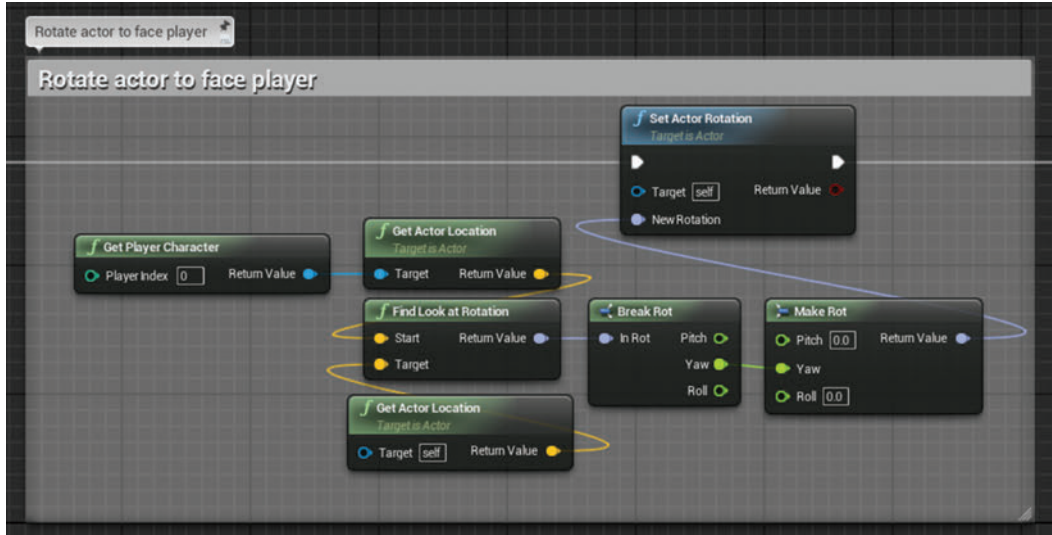 Rotate actor to face player
Rotate actor to face player
Set Actor Rotation
Target is Actor
Target self Return Value
New Rotation
Get Player Character
Player Index 0 Return Value
Get Actor Location
Target is Actor
Target Return Value
Find Look at Rotation
Start Return Value
Target
Break Rot
In Rot Pitch
Yaw
Roll
Make Rot
Pitch 0.0 Return Value
Yaw
Roll 0.0
Get Actor Location
Target is Actor
Target self Return Value